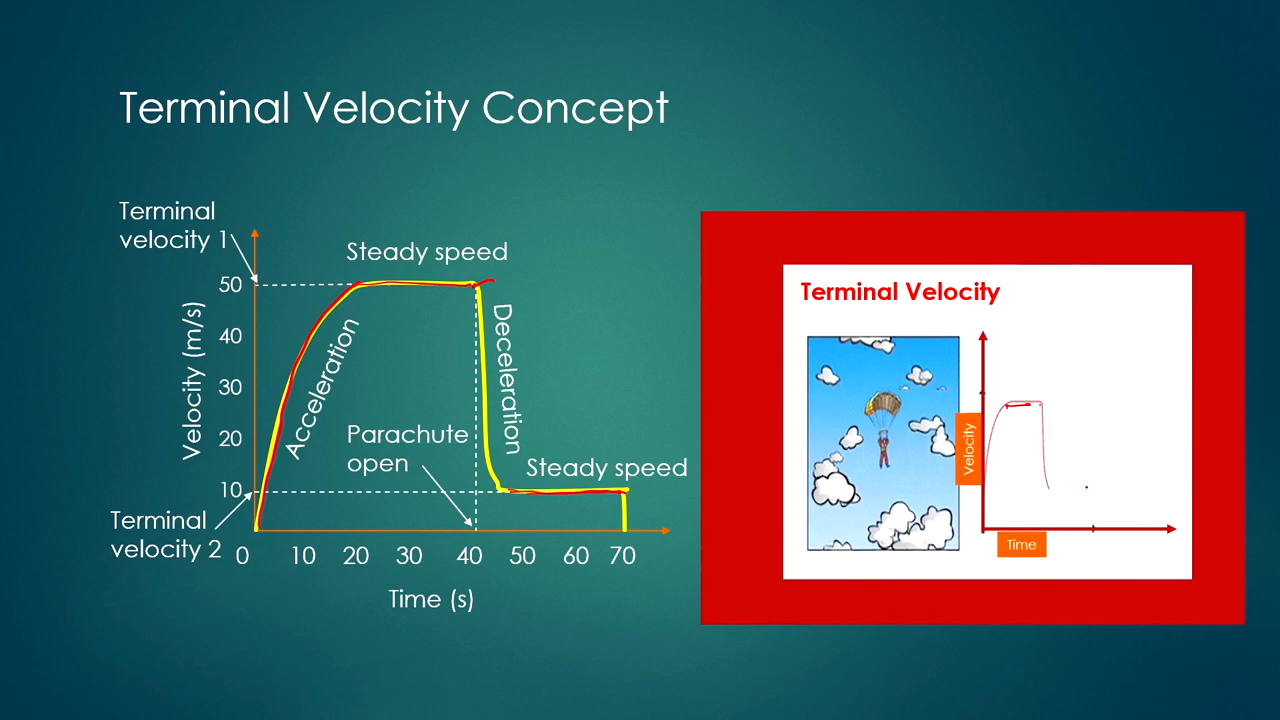 Terminal Velocity Concept
Terminal
velocity 1
Steady speed
50
40
30
20
10
Velocity (m/s)
Acceleration
Deceleration
Parachute
open
Steady speed
Terminal
velocity 2
0 10 20 30 40 50 60 70
Time (s)
Terminal Velocity
Velocity
Time